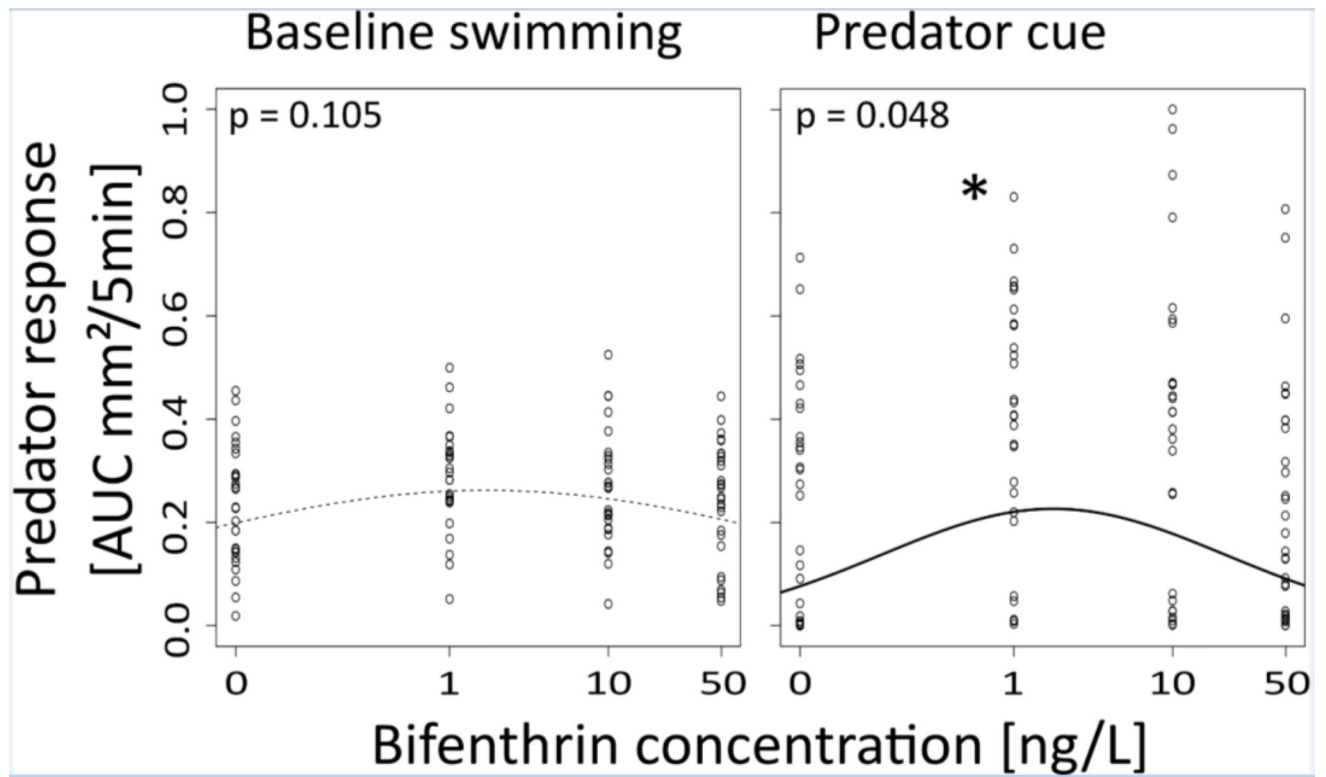 Baseline swimming
Predator cue
Predator response
[AUC mm²/5min]
1.0
0.8
0.6
0.4
0.2
0.0
p = 0.105
p = 0.048
*
0 1 10 50
0 1 10 50
Bifenthrin concentration [ng/L]